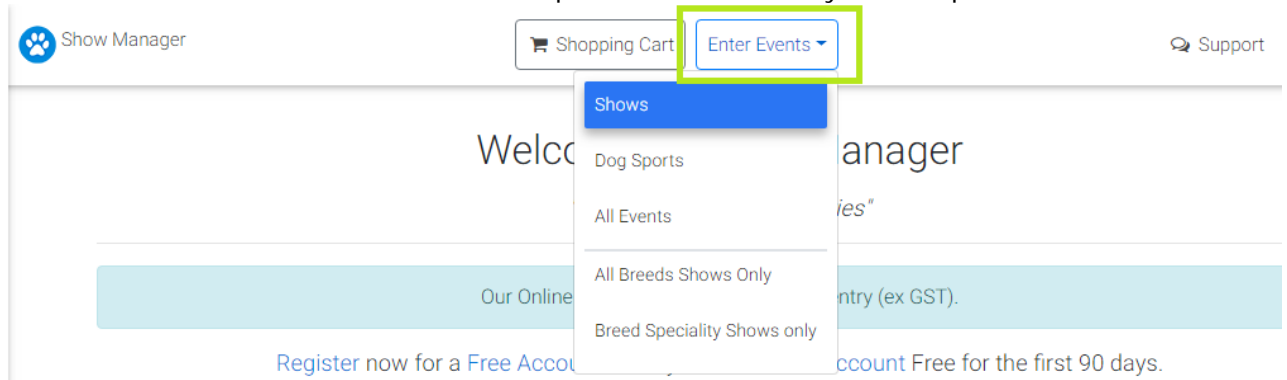 Show Manager
Shopping Cart
Enter Events
Support
Shows
Welco anager
Dog Sports
All Events
ies"
All Breeds Shows Only
Our Online ntry (ex GST).
Breed Speciality Shows only
Register now for a Free Accou ccount Free for the first 90 days.